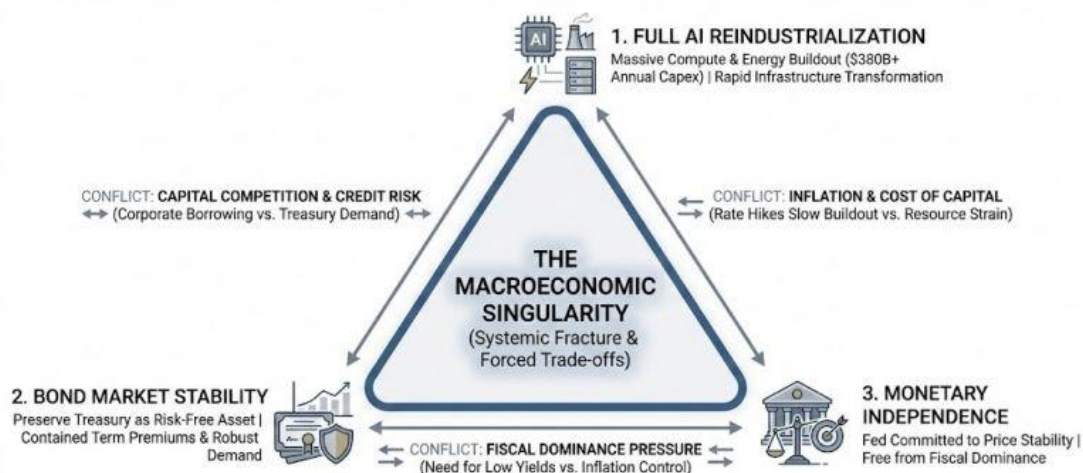 AI
1. FULL AI REINDUSTRIALIZATION
Massive Compute & Energy Buildout ($380B+
Annual Capex) | Rapid Infrastructure Transformation
CONFLICT: CAPITAL COMPETITION & CREDIT RISK
(Corporate Borrowing vs. Treasury Demand)
CONFLICT: INFLATION & COST OF CAPITAL
(Rate Hikes Slow Buildout vs. Resource Strain)
THE
MACROECONOMIC
SINGULARITY
(Systemic Fracture &
Forced Trade-offs)
2. BOND MARKET STABILITY
Preserve Treasury as Risk-Free Asset |
Contained Term Premiums & Robust
Demand
CONFLICT: FISCAL DOMINANCE PRESSURE
(Need for Low Yields vs. Inflation Control)
3. MONETARY
INDEPENDENCE
Fed Committed to Price Stability |
Free from Fiscal Dominance